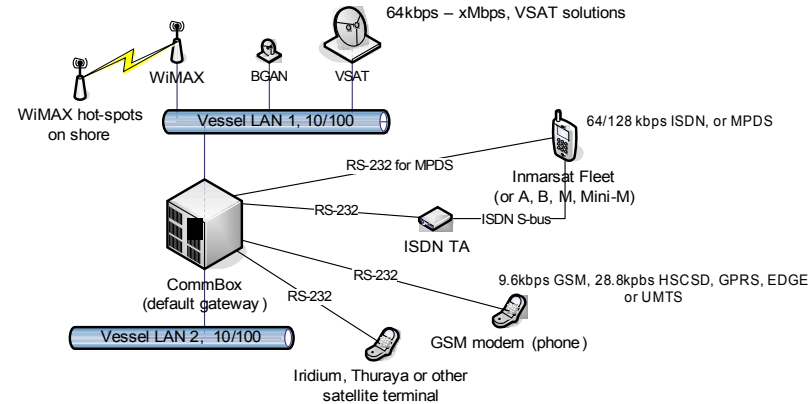 64kbps – xMbps, VSAT solutions
WiMAX
BGAN
VSAT
WiMAX hot-spots
on shore
Vessel LAN 1, 10/100
64/128 kbps ISDN, or MPDS
RS-232 for MPDS
Inmarsat Fleet
(or A, B, M, Mini-M)
RS-232
ISDN S-bus
ISDN TA
RS-232
9.6kbps GSM, 28.8kpbs HSCSD, GPRS, EDGE
or UMTS
CommBox
(default gateway)
RS-232
Vessel LAN 2, 10/100
GSM modem (phone)
Iridium, Thuraya or other
satellite terminal